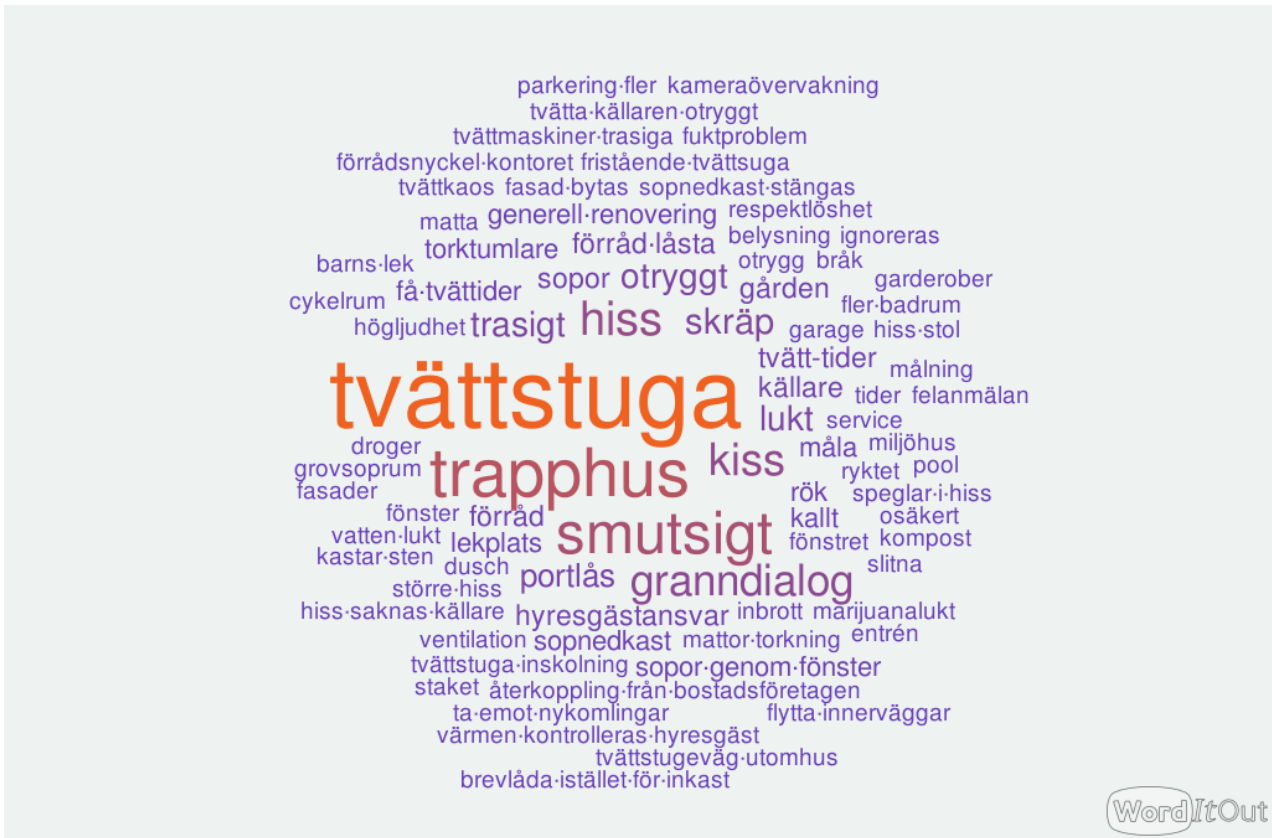 parkering·fler kameraövervakning
tvätta·källaren·otryggt
tvättmaskiner·trasiga fuktproblem
förrådsnyckel·kontoret fristående·tvättsuga
tvättkaos fasad·bytas sopnedkast·stängas
matta generell·renovering respektlöshet
torktumlare förråd·låsta belysning ignoreras
barns·lek sopor otryggt otrygg bråk
cykelrum få·tvättider gården garderober
fler·badrum
högljudhet trasigt hiss skräp garage hiss·stol
tvätt-tider målning
tvättstuga källare tider felanmälan
lukt service
droger trapphus kiss måla miljöhus
grovsoprum ryktet pool
fasader rök speglar·i·hiss
fönster förråd smutsigt kallt osäkert
vatten·lukt lekplats fönstret kompost
kastar·sten dusch portlås granndialog slitna
större·hiss
hiss·saknas·källare hyresgästansvar inbrott marijuanalukt
ventilation sopnedkast mattor·torkning entrén
tvättstuga·inskolning sopor·genom·fönster
staket återkoppling·från·bostadsföretagen
ta·emot·nykomlingar flytta·innerväggar
värmen·kontrolleras·hyresgäst
tvättstugeväg·utomhus
brevlåda·istället·för·inkast
WordItOut